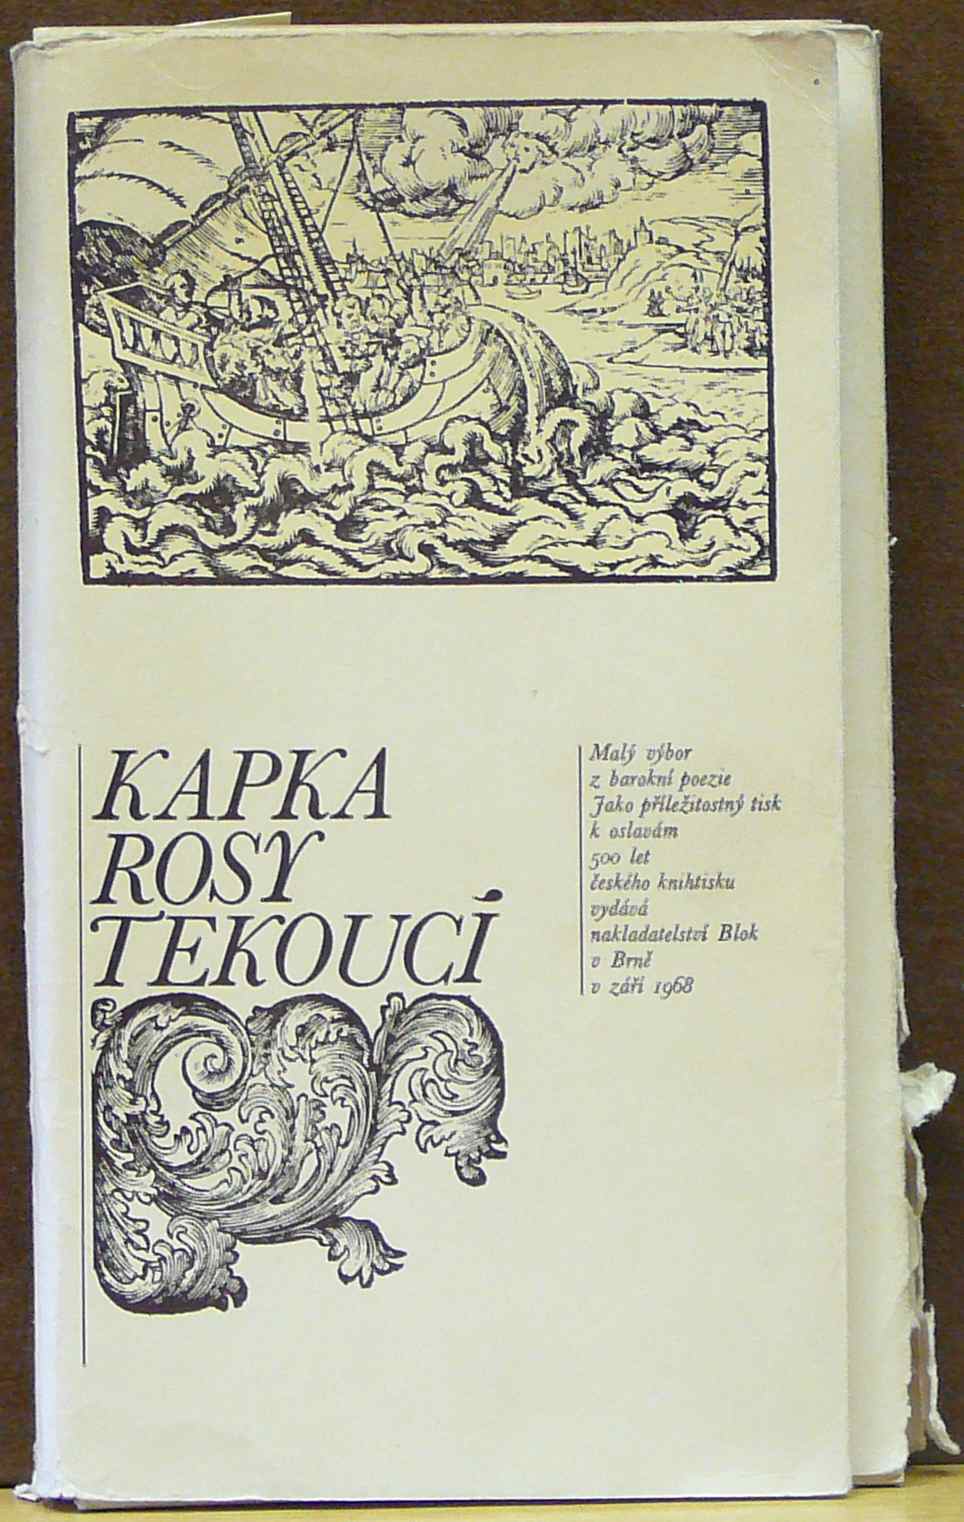 KAPKA
ROSY
TEKOUCÍ
Malý výbor
z barokní poezie
Jako příležitostný tisk
k oslavám
500 let
českého knihtisku
vydává
nakladatelství Blok
v Brně
v září 1968